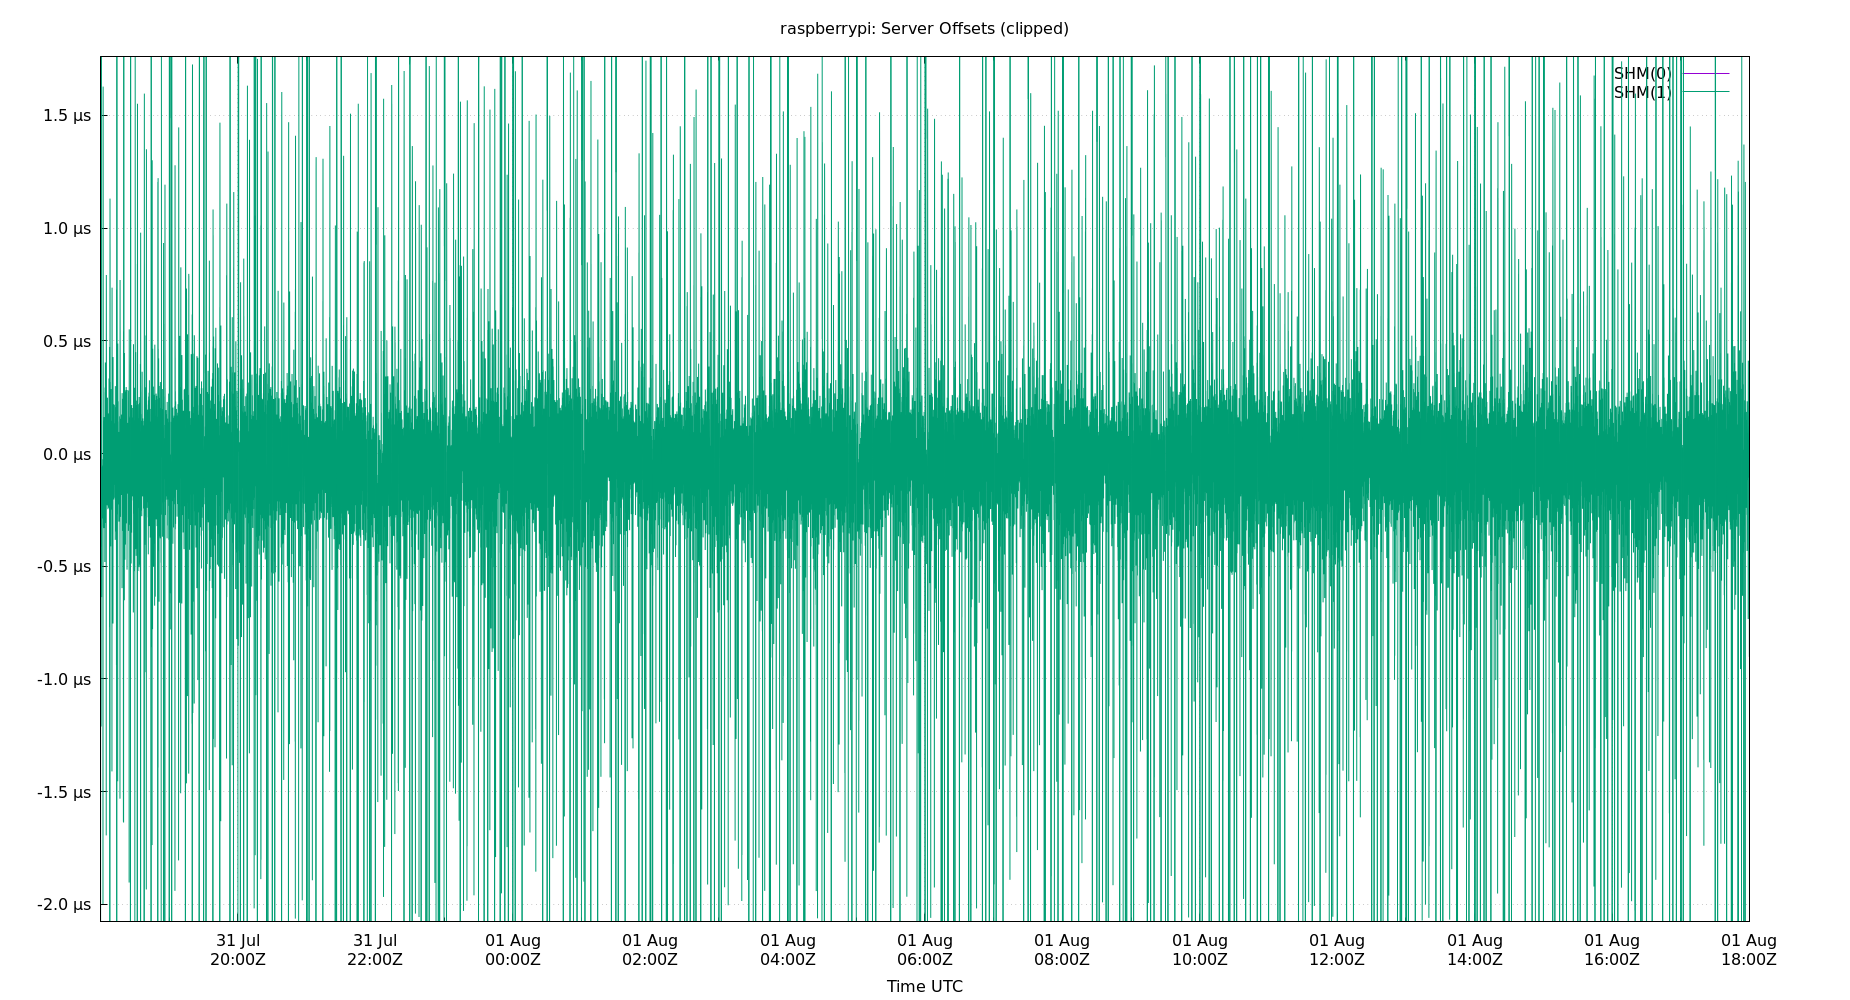 raspberrypi: Server Offsets (clipped)
SHM(0)
SHM(1)
1.5 µs
1.0 µs
0.5 µs
0.0 µs
-0.5 µs
-1.0 µs
-1.5 µs
-2.0 µs
31 Jul 31 Jul 01 Aug 01 Aug 01 Aug 01 Aug 01 Aug 01 Aug 01 Aug 01 Aug 01 Aug 01 Aug
20:00Z 22:00Z 00:00Z 02:00Z 04:00Z 06:00Z 08:00Z 10:00Z 12:00Z 14:00Z 16:00Z 18:00Z
Time UTC